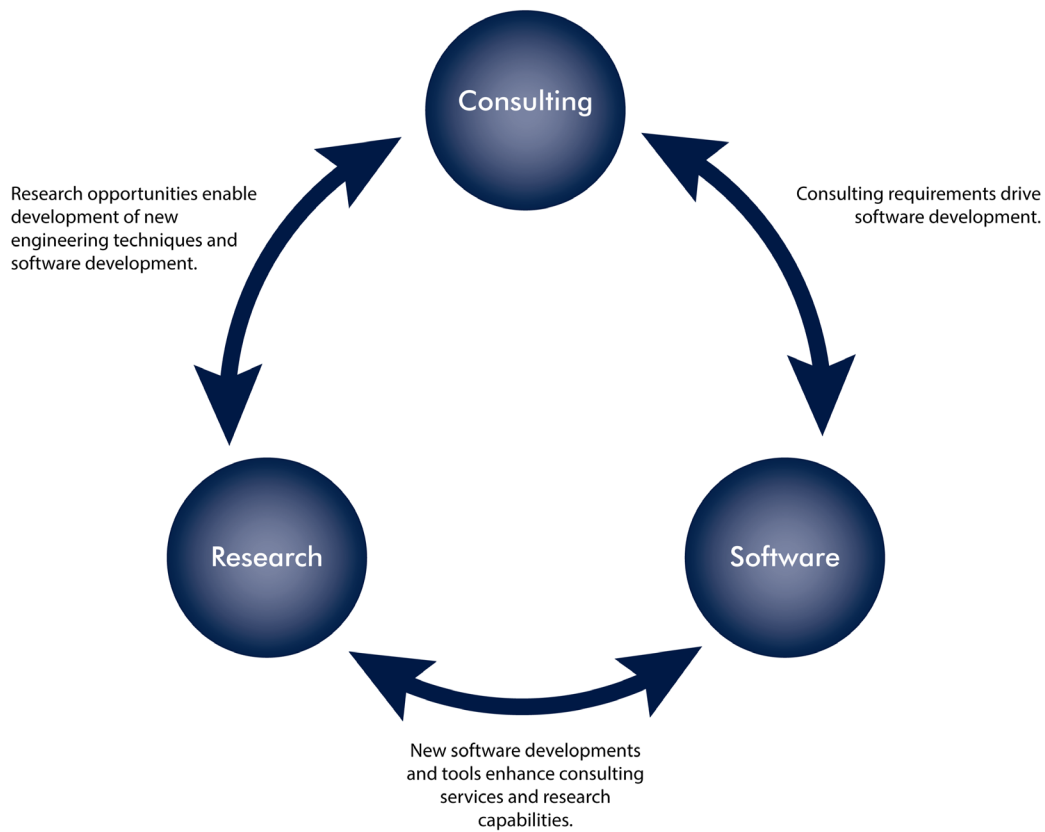 Consulting
Research opportunities enable
development of new
engineering techniques and
software development.
Consulting requirements drive
software development.
Research
Software
New software developments
and tools enhance consulting
services and research
capabilities.